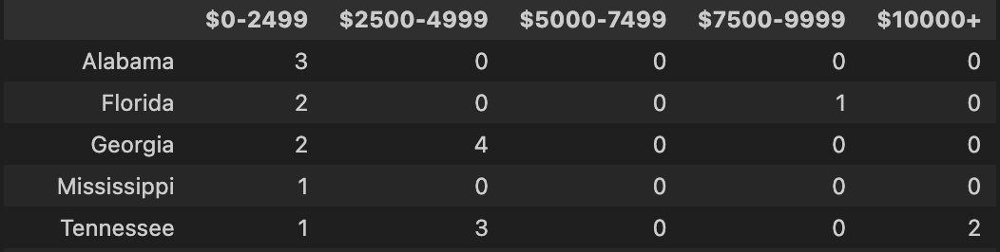 $0-2499 $2500-4999 $5000-7499 $7500-9999 $10000+
Alabama 3 0 0 0 0
Florida 2 0 0 1 0
Georgia 2 4 0 0 0
Mississippi 1 0 0 0 0
Tennessee 1 3 0 0 2